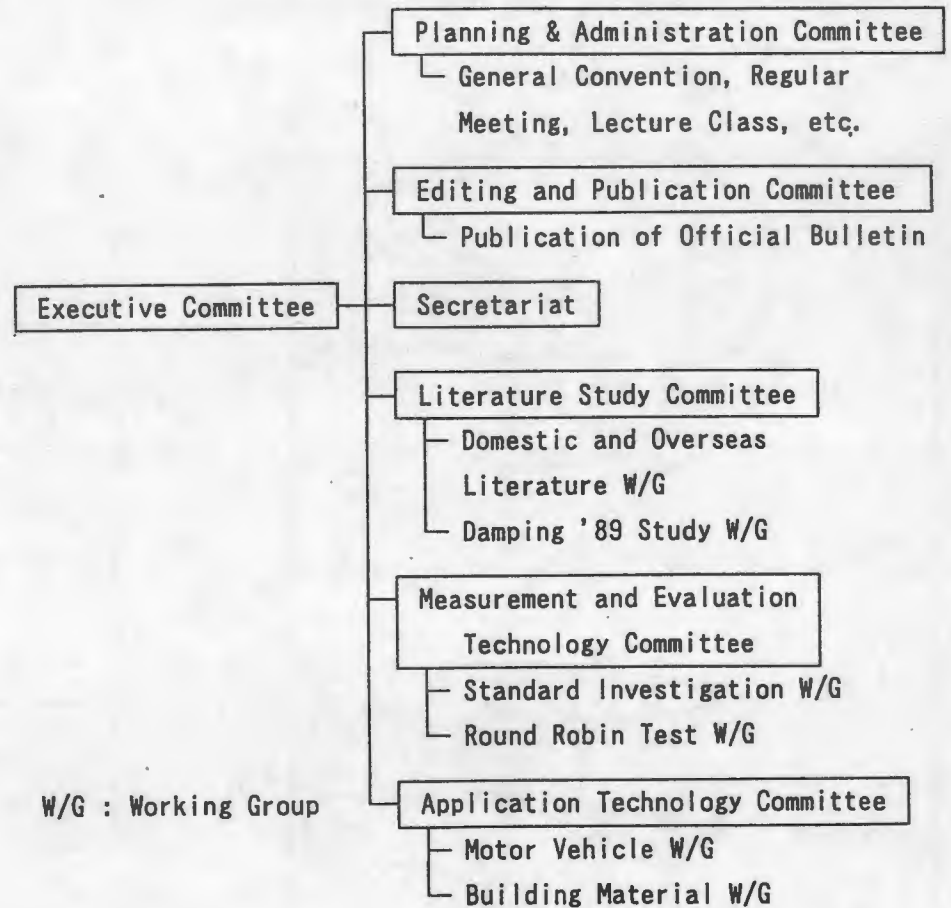 Planning & Administration Committee
General Convention, Regular
Meeting, Lecture Class, etc.
Editing and Publication Committee
Publication of Official Bulletin
Executive Committee
Secretariat
Literature Study Committee
Domestic and Overseas
Literature W/G
Damping '89 Study W/G
Measurement and Evaluation
Technology Committee
Standard Investigation W/G
Round Robin Test W/G
W/G : Working Group
Application Technology Committee
Motor Vehicle W/G
Building Material W/G